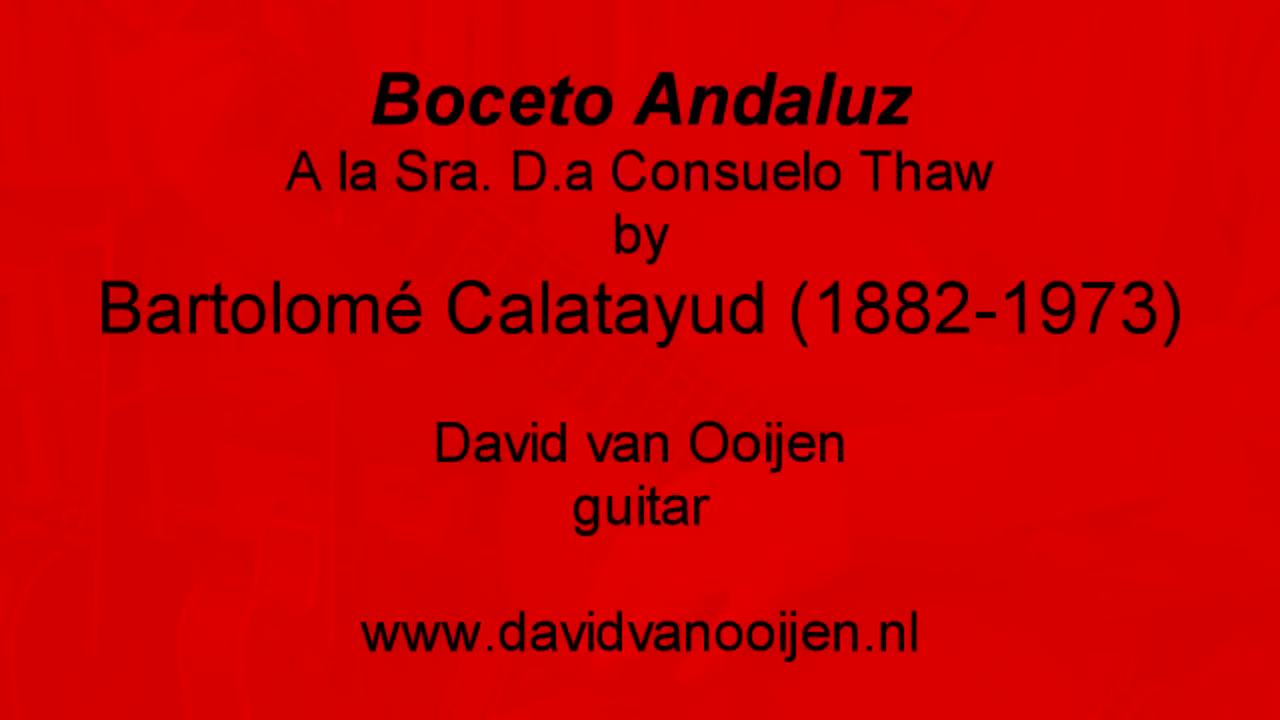 Boceto Andaluz
A la Sra. D.a Consuelo Thaw
by
Bartolomé Calatayud (1882-1973)
David van Ooijen
guitar
www.davidvanooijen.nl